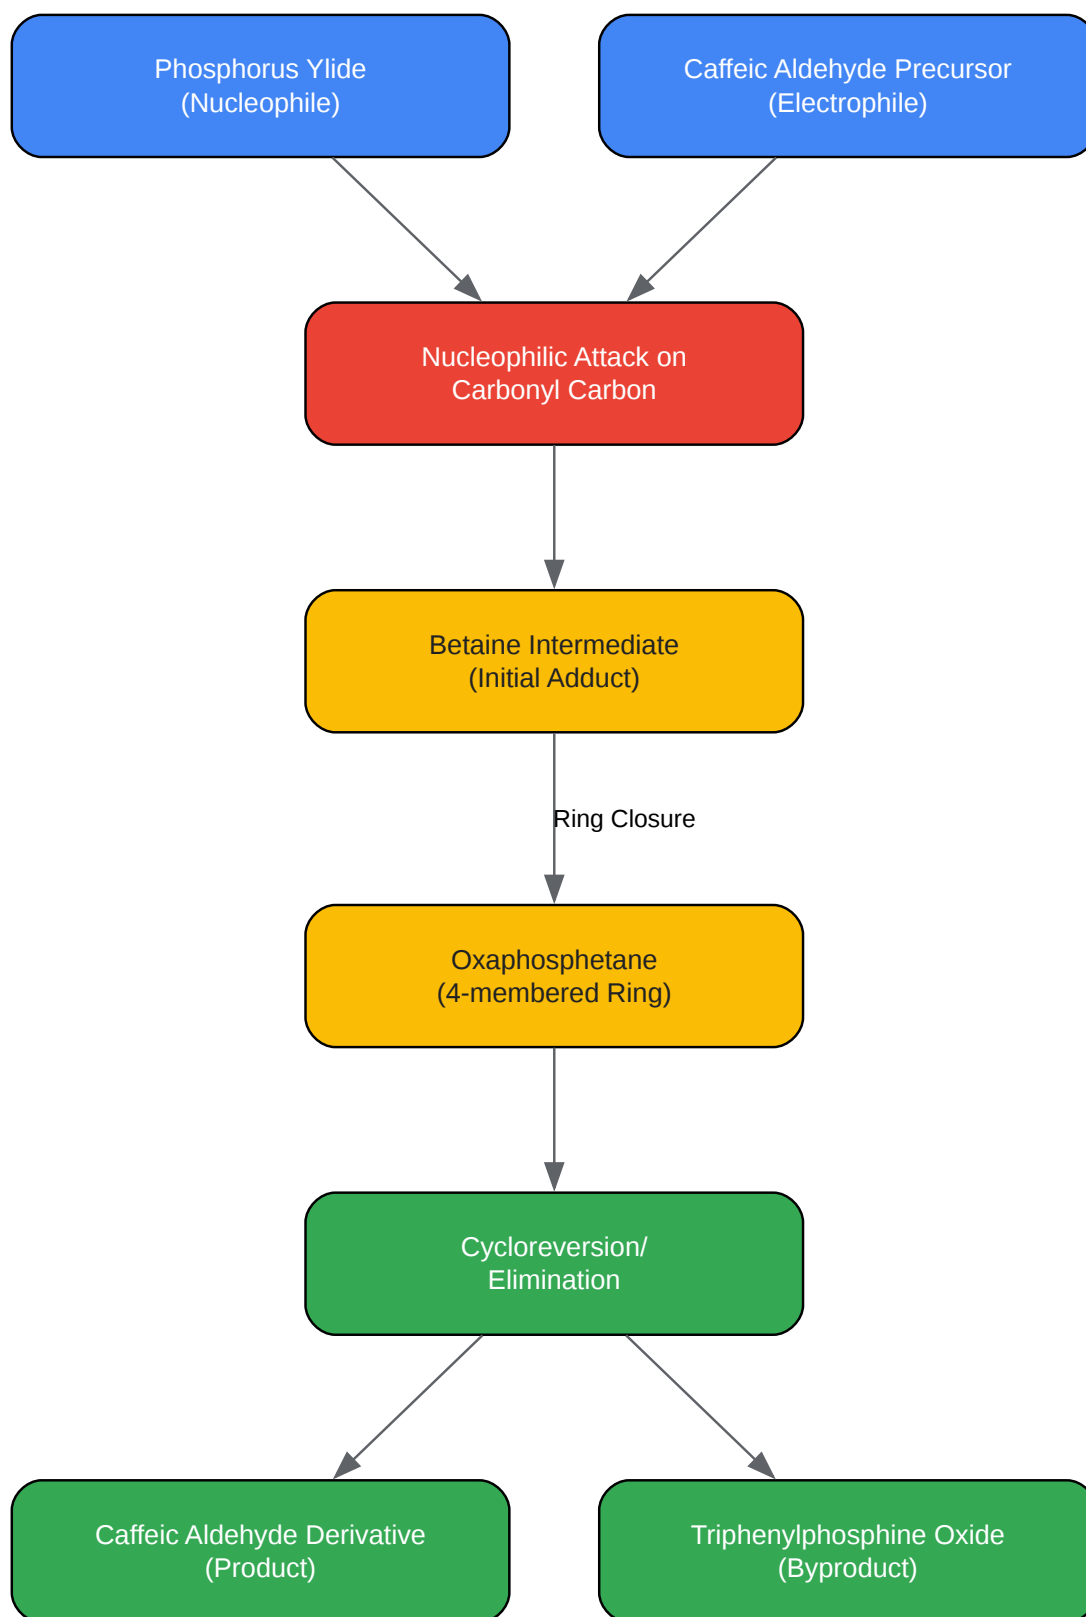 Phosphorus Ylide
(Nucleophile)
Caffeic Aldehyde Precursor
(Electrophile)
Nucleophilic Attack on
Carbonyl Carbon
Betaine Intermediate
(Initial Adduct)
Ring Closure
Oxaphosphetane
(4-membered Ring)
Cycloreversion/
Elimination
Caffeic Aldehyde Derivative
(Product)
Triphenylphosphine Oxide
(Byproduct)